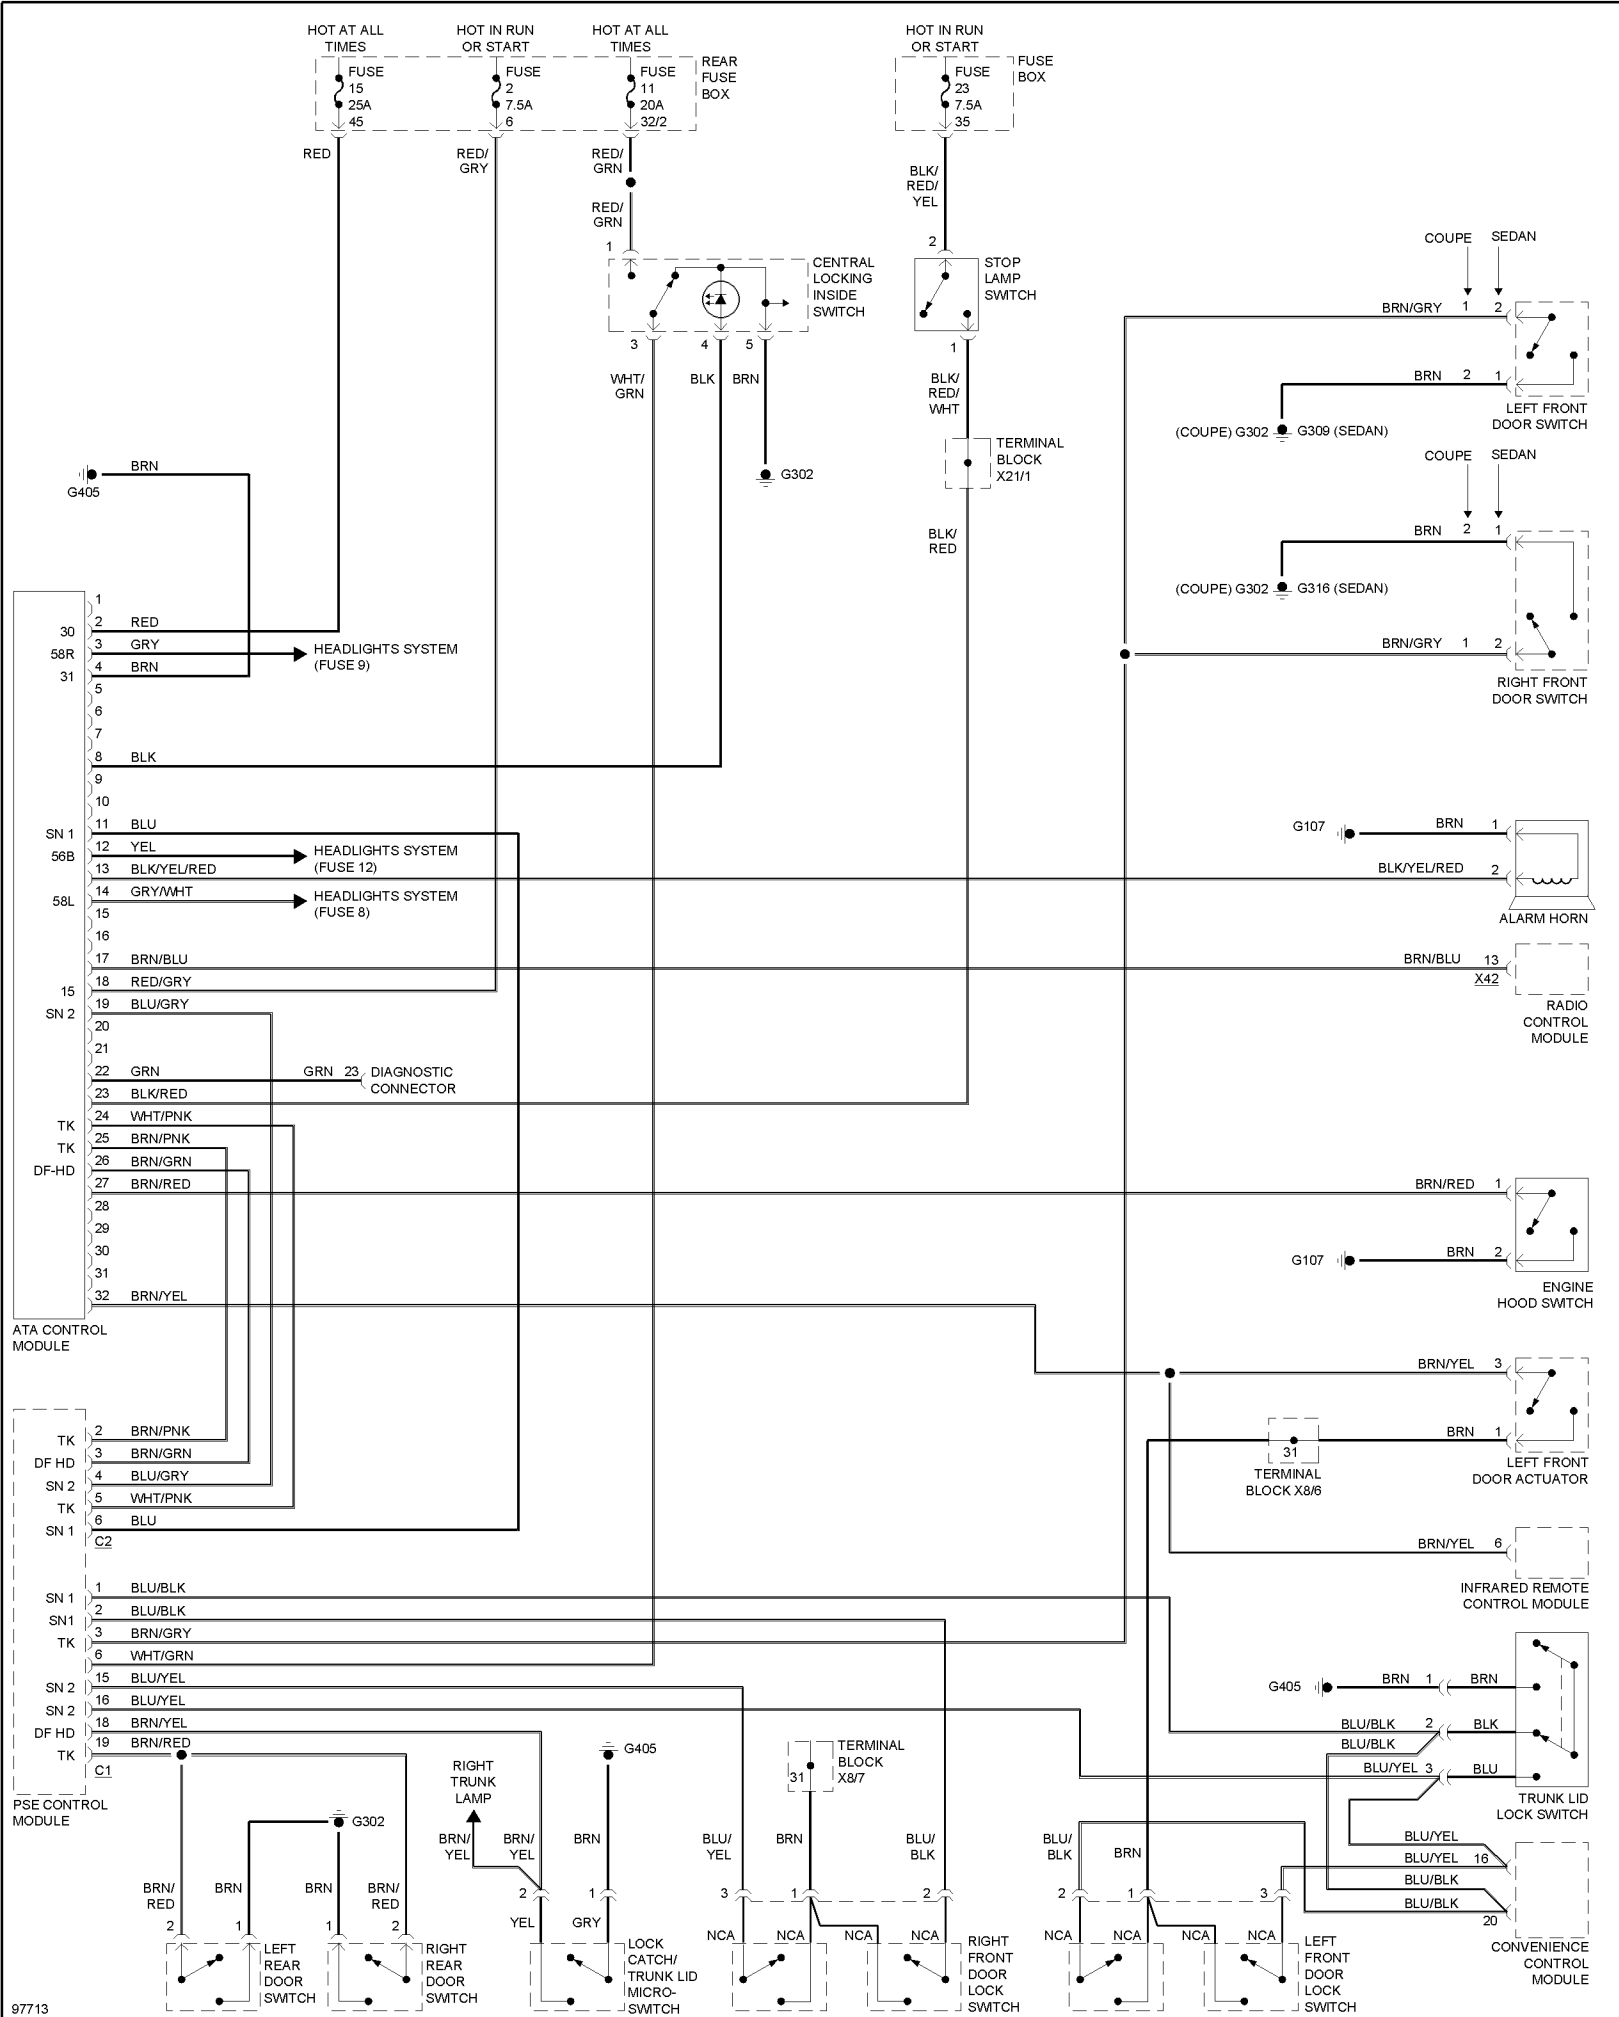 HOT AT ALL
TIMES
HOT IN RUN
OR START
HOT AT ALL
TIMES
HOT IN RUN
OR START
FUSE
15
25A
45
FUSE
2
7.5A
6
FUSE
11
20A
32/2
REAR
FUSE
BOX
FUSE
23
7.5A
35
FUSE
BOX
RED
RED/
GRY
RED/
GRN
RED/
GRN
1
BLK/
RED/
YEL
2
CENTRAL
LOCKING
INSIDE
SWITCH
STOP
LAMP
SWITCH
3
4
5
1
WHT/
GRN
BLK
BRN
BLK/
RED/
WHT
G302
TERMINAL
BLOCK
X21/1
BLK/
RED
COUPE
SEDAN
BRN/GRY 1 2
BRN 2 1
LEFT FRONT
DOOR SWITCH
(COUPE) G302
G309 (SEDAN)
COUPE
SEDAN
BRN 2 1
(COUPE) G302
G316 (SEDAN)
BRN/GRY 1 2
RIGHT FRONT
DOOR SWITCH
BRN
G405
1
30 2 RED
58R 3 GRY
HEADLIGHTS SYSTEM
(FUSE 9)
31 4 BRN
5
6
7
8 BLK
9
10
SN 1 11 BLU
56B 12 YEL
HEADLIGHTS SYSTEM
(FUSE 12)
13 BLK/YEL/RED
58L 14 GRY/WHT
HEADLIGHTS SYSTEM
(FUSE 8)
15
16
17 BRN/BLU
15 18 RED/GRY
SN 2 19 BLU/GRY
20
21
22 GRN
GRN 23
DIAGNOSTIC
CONNECTOR
23 BLK/RED
TK 24 WHT/PNK
TK 25 BRN/PNK
DF-HD 26 BRN/GRN
27 BRN/RED
28
29
30
31
32 BRN/YEL
ATA CONTROL
MODULE
G107
BRN 1
BLK/YEL/RED 2
ALARM HORN
BRN/BLU 13
X42
RADIO
CONTROL
MODULE
BRN/RED 1
G107
BRN 2
ENGINE
HOOD SWITCH
BRN/YEL 3
BRN 1
31
TERMINAL
BLOCK X8/6
LEFT FRONT
DOOR ACTUATOR
BRN/YEL 6
INFRARED REMOTE
CONTROL MODULE
TK 2 BRN/PNK
DF HD 3 BRN/GRN
SN 2 4 BLU/GRY
TK 5 WHT/PNK
SN 1 6 BLU
C2
SN 1 1 BLU/BLK
SN1 2 BLU/BLK
TK 3 BRN/GRY
6 WHT/GRN
SN 2 15 BLU/YEL
SN 2 16 BLU/YEL
DF HD 18 BRN/YEL
TK 19 BRN/RED
C1
PSE CONTROL
MODULE
G405
BRN 1 BRN
BLU/BLK 2 BLK
BLU/BLK
BLU/YEL 3 BLU
TRUNK LID
LOCK SWITCH
BLU/YEL
BLU/YEL 16
BLU/BLK
BLU/BLK
20
CONVENIENCE
CONTROL
MODULE
G302
RIGHT
TRUNK
LAMP
G405
31
TERMINAL
BLOCK
X8/7
BRN/
YEL
BRN/
YEL
BRN
BLU/
YEL
BRN
BLU/
BLK
BLU/
BLK
BRN
BRN/
RED
BRN
BRN
BRN/
RED
2
1
3
1
2
2
1
3
2
1
1
2
YEL
GRY
NCA
NCA
NCA
NCA
NCA
NCA
NCA
NCA
LEFT
REAR
DOOR
SWITCH
RIGHT
REAR
DOOR
SWITCH
LOCK
CATCH/
TRUNK LID
MICRO-
SWITCH
RIGHT
FRONT
DOOR
LOCK
SWITCH
LEFT
FRONT
DOOR
LOCK
SWITCH
97713